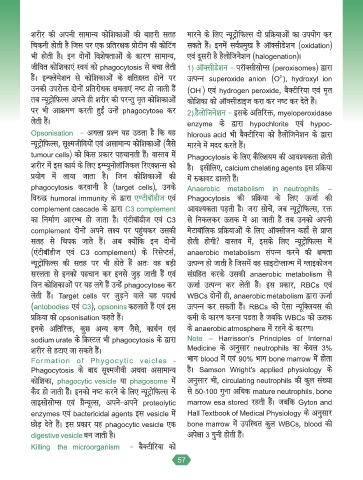 शरीर की अपनी सामान्य कोशिकाओं की बाहरी सतह
चिकनी होती है जिस पर एक प्रतिरक्षक प्रोटीन की कोटिंग
भी होती है। इन दोनों विशेषताओं के कारण सामान्य,
जीवित कोशिकाएं स्वयं को phagocytosis से बचा लेती
हैं। इन्फ्लेमेशन से कोशिकाओं के क्षतिग्रस्त होने पर
उनकी उपरोक्त दोनों प्रतिरोधक क्षमताएं नष्ट हो जाती हैं
तब न्यूट्रोफिल्स अपने ही शरीर की परन्तु मृत कोशिकाओं
पर भी आक्रमण करती हुई उन्हें phagocytose कर
लेती हैं।
Opsonisation - अगला प्रश्न यह उठता है कि वह
न्यूट्रोफिल्स, सूक्ष्मजीवियों एवं असामान्य कोशिकाओं (जैसे
tumour cells) को किस प्रकार पहचानती हैं। वास्तव में
शरीर में इस कार्य के लिए इम्यूनोलॉजिकल रिएक्शन्स को
प्रयोग में लाया जाता है। जिन कोशिकाओं की
phagocytosis करवानी है (target cells), उनके
विरुद्ध humoral immunity के द्वारा एण्टीबॉडीज एवं
complement cascade के द्वारा C3 complement
का निर्माण आरम्भ हो जाता है। एंटीबॉडीज एवं C3
complement दोनों अपने लक्ष्य पर पहुंचकर उसकी
सतह से चिपक जाते हैं। अब क्योंकि इन दोनों
(एंटीबॉडीज एवं C3 complement) के रिसेप्टर्स,
न्यूट्रोफिल्स की सतह पर भी होते हैं अतः वह बड़ी
सरलता से इनको पहचान कर इनसे जुड़ जाती हैं एवं
जिन कोशिकाओं पर यह लगे हैं उन्हें phagocytose कर
लेती हैं। Target cells पर जुड़ने वाले यह पदार्थ
(antobodies एवं C3), opsonins कहलाते हैं एवं इस
प्रक्रिया को opsonisation कहते हैं।
इनके अतिरिक्त, कुछ अन्य कण जैसे, कार्बन एवं
sodium urate के क्रिस्टल भी phagocytosis के द्वारा
शरीर से हटाए जा सकते हैं।
Formation of Phygocytic veicles -
Phagocytosis के बाद सूक्ष्मजीवी अथवा असामान्य
कोशिका, phagocytic vesicle या phagosome में
कैद हो जाती हैं। इनको नष्ट करने के लिए न्यूट्रोफिल्स के
लाइसोसोम्स एवं ग्रैन्यूल्स, अपने-अपने proteolytic
enzymes एवं bactericidal agents इस vesicle में
छोड़ देते हैं। इस प्रकार यह phagocytic vesicle एक
digestive vesicle बन जाती है।
Killing the microorganism - बैक्टीरिया को
मारने के लिए न्यूट्रोफिल्स दो प्रक्रियाओं का उपयोग कर
सकते हैं। इनमें सर्वप्रमुख है ऑक्सीडेशन (oxidation)
एवं दूसरी है हैलोजिनेशन (halogenation)।
1) ऑक्सीडेशन – परॉक्सीसोम्स (peroxisomes) द्वारा
उत्पन्न superoxide anion (O²), hydroxyl ion
(OH) एवं hydrogen peroxide, बैक्टीरिया एवं मृत
कोशिका को ऑक्सीडाइज करा कर नष्ट कर देते हैं।
2)हैलोजिनेशन - इसके अतिरिक्त, myeloperoxidase
enzyme के द्वारा hypochlorite एवं hypoc-
hlorous acid भी बैक्टीरिया को हैलोजिनेशन के द्वारा
मारने में मदद करते हैं।
Phagocytosis के लिए कैल्शियम की आवश्यकता होती
है। इसीलिए, calcium chelating agents इस प्रक्रिया
में रुकावट डालते हैं।
Anaerobic metabolism in neutrophils –
Phagocytosis की प्रक्रिया के लिए ऊर्जा की
आवश्यकता पड़ती है। जरा सोचें, जब न्यूट्रोफिल्स, रक्त
से निकलकर ऊतक में आ जाती हैं तब उनको अपनी
मेटाबॉलिक प्रक्रियाओं के लिए ऑक्सीजन कहाँ से प्राप्त
होती होगी? वास्तव में, इसके लिए न्यूट्रोफिल्स में
anaerobic metabolism संपन्न करने की क्षमता
उत्पन्न हो जाती है जिसमें वह साइटोप्लाज्म में ग्लाइकोजन
संग्रहित करके उसकी anaerobic metabolism से
ऊर्जा उत्पन्न कर लेती हैं। इस प्रकार, RBCs एवं
WBCs दोनों ही, anaerobic metabolism द्वारा ऊर्जा
उत्पन्न कर सकती हैं। RBCs को ऐसा न्यूक्लियस की
कमी के कारण करना पड़ता है जबकि WBCs को ऊतक
के anaerobic atmosphere में रहने के कारण।
Note – Harrison's Principles of Internal
Medicine के अनुसार neutrophils का केवल 3%
भाग blood में एवं 90% भाग bone marrow में होता
है। Samson Wright's applied physiology के
अनुसार भी, circulating neutrophils की कुल संख्या
से 50-100 गुना अधिक mature neutrophils, bone
marrow esa stored रहती हैं। जबकि Gyton and
Hall Textbook of Medical Physiology के अनुसार
bone marrow में उपस्थित कुल WBCs, blood की
अपेक्षा 3 गुनी होती हैं।
57